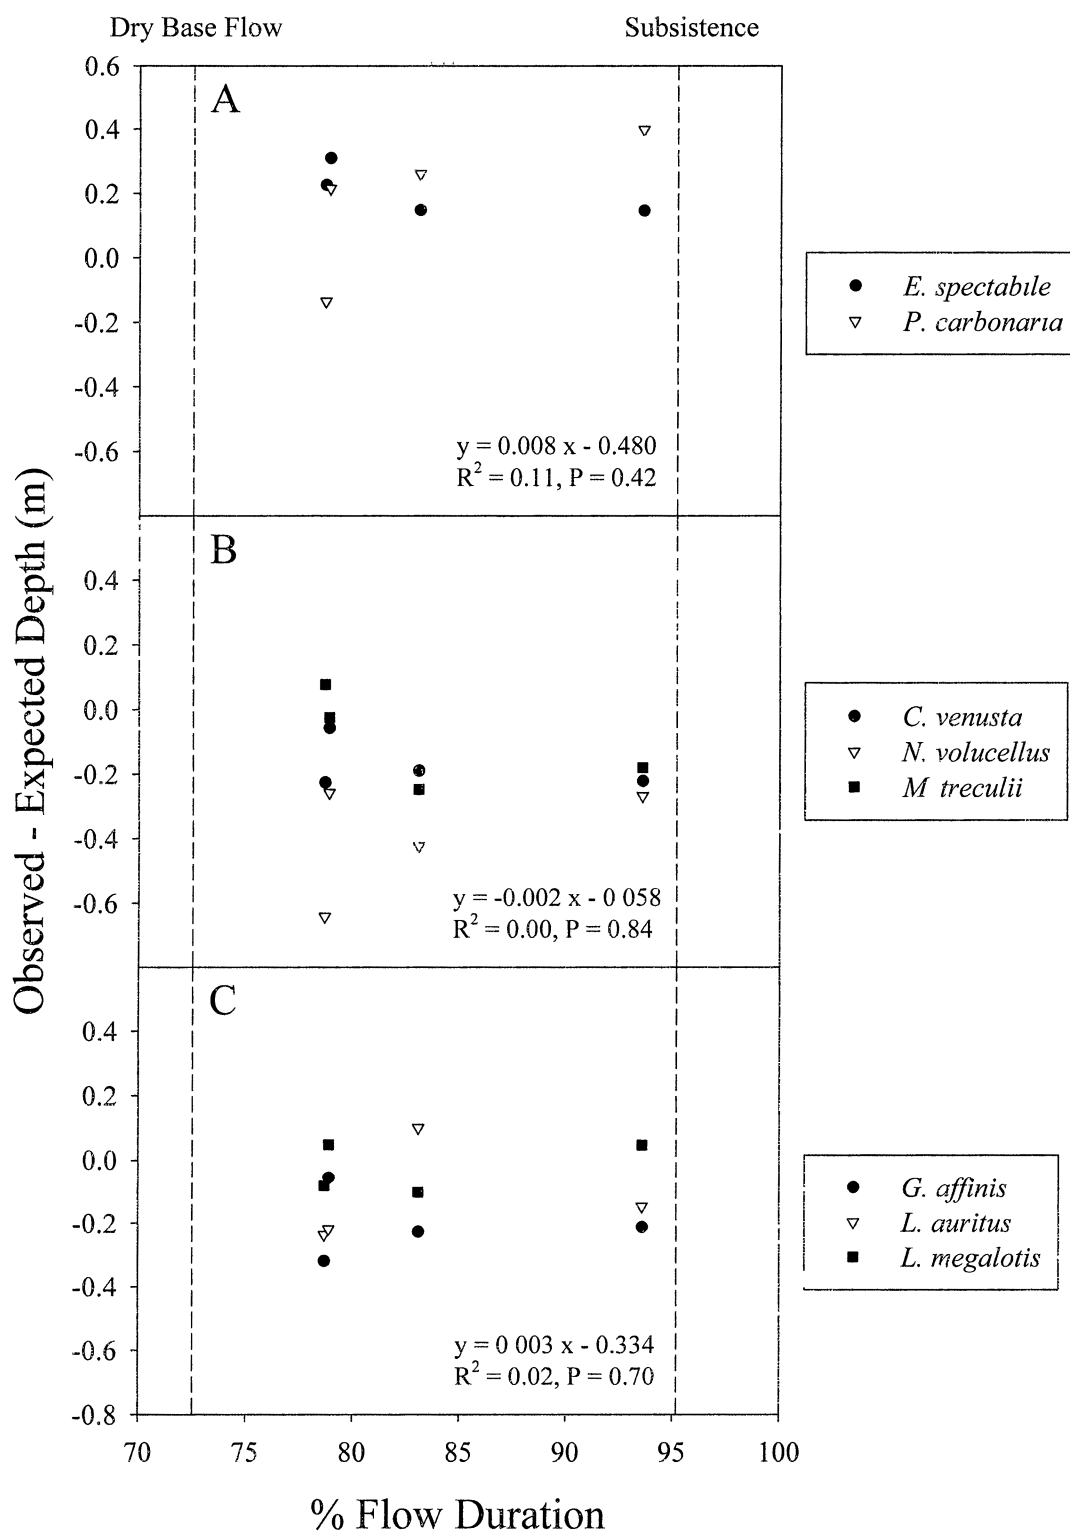 Dry Base Flow
Subsistence
0.6
0.4
0.2
0.0
-0.2
-0.4
-0.6
A
y = 0.008 x - 0.480
R² = 0.11, P = 0.42
E. spectabile
P. carbonaria
0.4
0.2
0.0
-0.2
-0.4
-0.6
B
y = -0.002 x - 0 058
R² = 0.00, P = 0.84
C. venusta
N. volucellus
M treculii
0.4
0.2
0.0
-0.2
-0.4
-0.6
-0.8
C
y = 0 003 x - 0.334
R² = 0.02, P = 0.70
G. affinis
L. auritus
L. megalotis
Observed - Expected Depth (m)
70 75 80 85 90 95 100
% Flow Duration